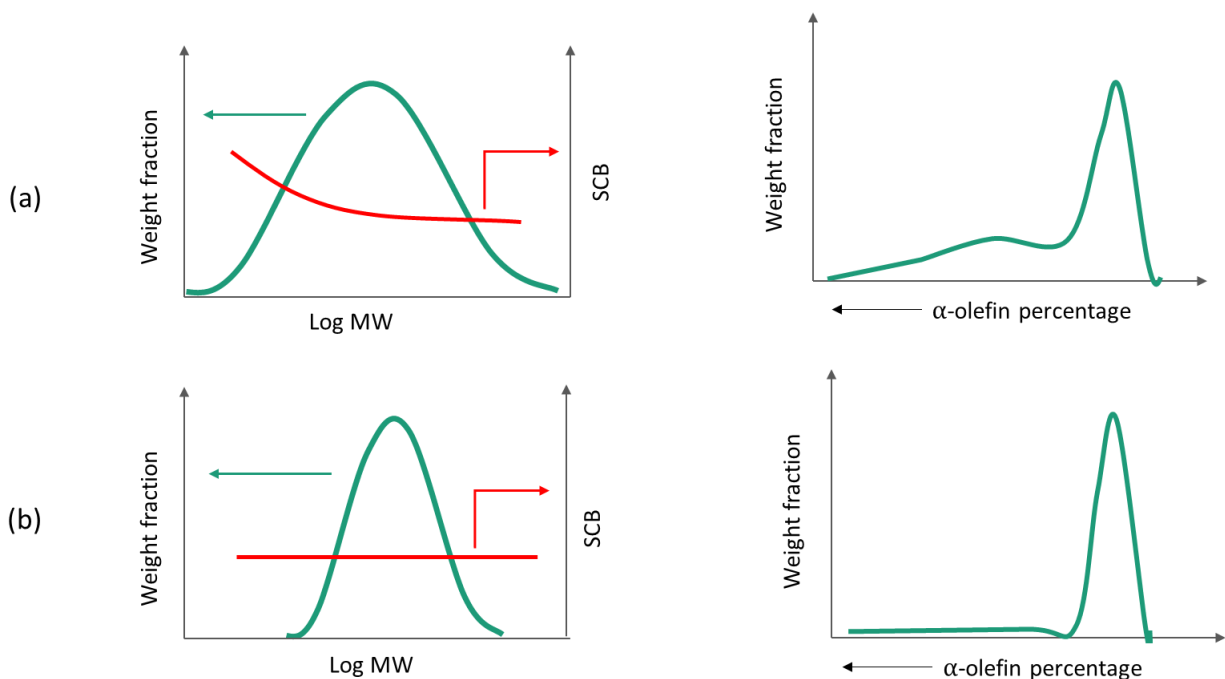 (a)
Weight fraction
Log MW
SCB
Weight fraction
α-olefin percentage
(b)
Weight fraction
Log MW
SCB
Weight fraction
α-olefin percentage